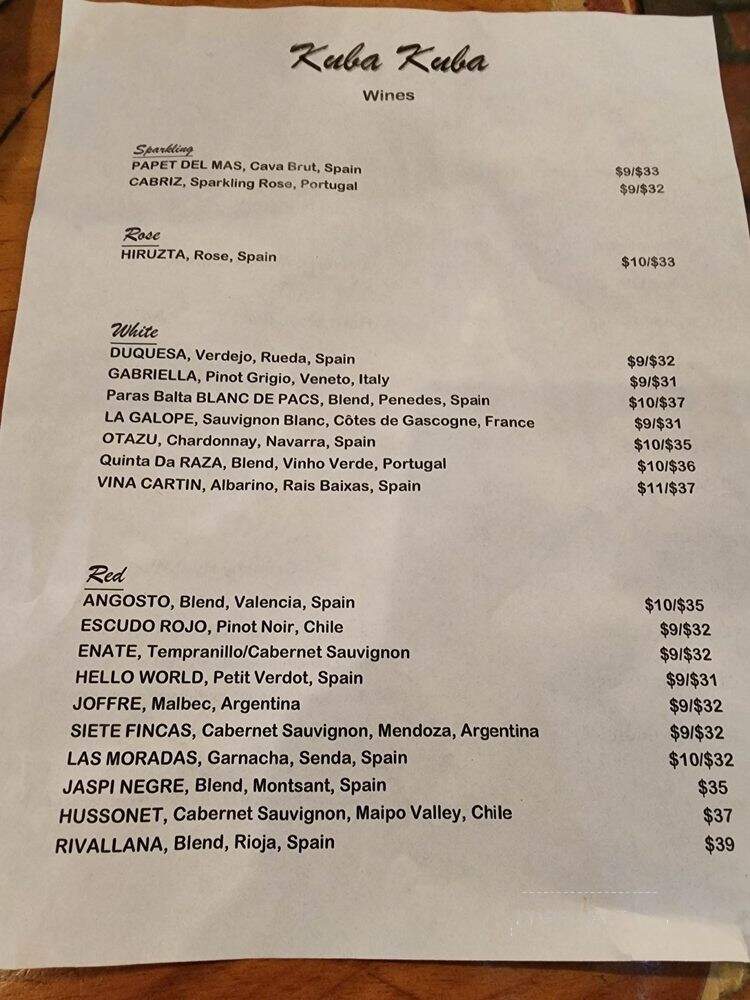 Kuba Kuba
Wines
Sparkling
PAPET DEL MAS, Cava Brut, Spain $9/$33
CABRIZ, Sparkling Rose, Portugal $9/$32
Rose
HIRUZTA, Rose, Spain $10/$33
White
DUQUESA, Verdejo, Rueda, Spain $9/$32
GABRIELLA, Pinot Grigio, Veneto, Italy $9/$31
Paras Balta BLANC DE PACS, Blend, Penedes, Spain $10/$37
LA GALOPE, Sauvignon Blanc, Côtes de Gascogne, France $9/$31
OTAZU, Chardonnay, Navarra, Spain $10/$35
Quinta Da RAZA, Blend, Vinho Verde, Portugal $10/$36
VINA CARTIN, Albarino, Rais Baixas, Spain $11/$37
Red
ANGOSTO, Blend, Valencia, Spain $10/$35
ESCUDO ROJO, Pinot Noir, Chile $9/$32
ENATE, Tempranillo/Cabernet Sauvignon $9/$32
HELLO WORLD, Petit Verdot, Spain $9/$31
JOFFRE, Malbec, Argentina $9/$32
SIETE FINCAS, Cabernet Sauvignon, Mendoza, Argentina $9/$32
LAS MORADAS, Garnacha, Senda, Spain $10/$32
JASPI NEGRE, Blend, Montsant, Spain $35
HUSSONET, Cabernet Sauvignon, Maipo Valley, Chile $37
RIVALLANA, Blend, Rioja, Spain $39